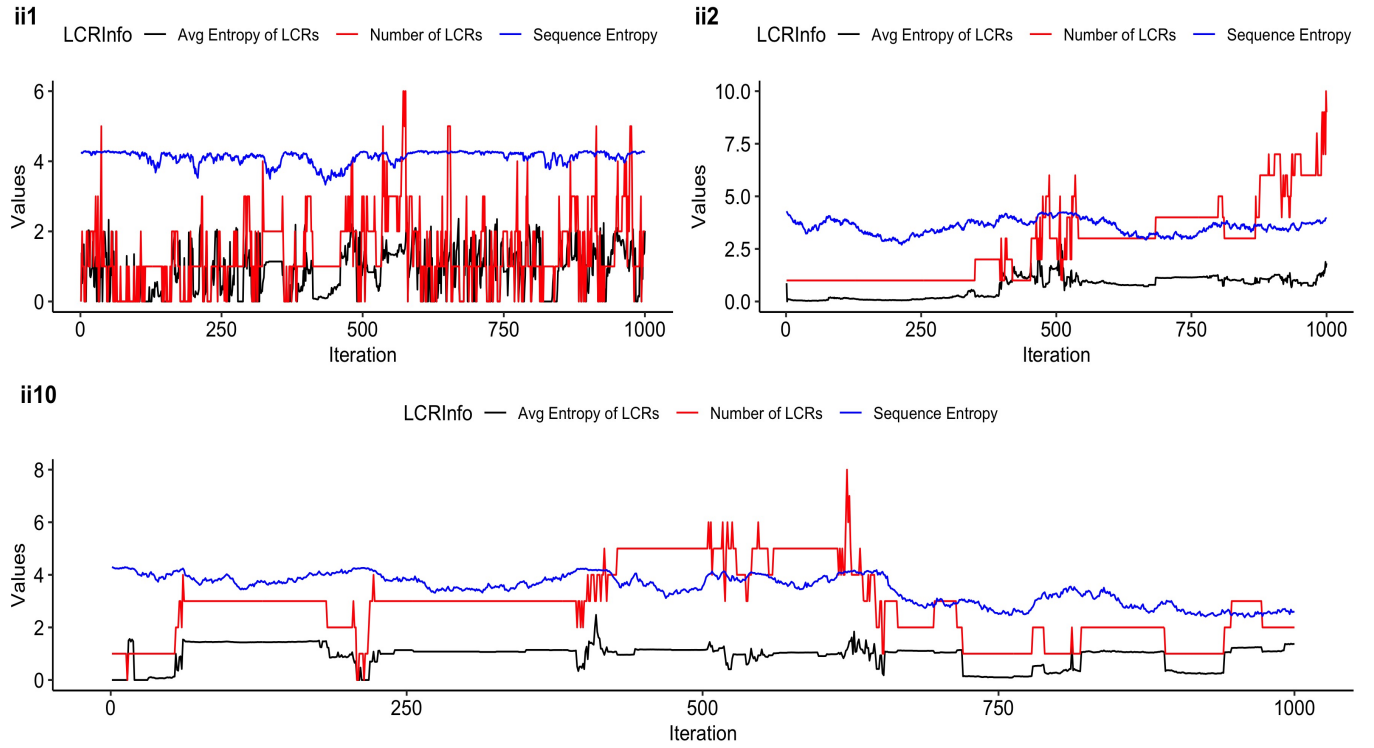 ii1
LCRInfo Avg Entropy of LCRs Number of LCRs Sequence Entropy
Values
6
4
2
0
0 250 500 750 1000
Iteration
ii2
LCRInfo Avg Entropy of LCRs Number of LCRs Sequence Entropy
Values
10.0
7.5
5.0
2.5
0.0
0 250 500 750 1000
Iteration
ii10
LCRInfo Avg Entropy of LCRs Number of LCRs Sequence Entropy
Values
8
6
4
2
0
0 250 500 750 1000
Iteration